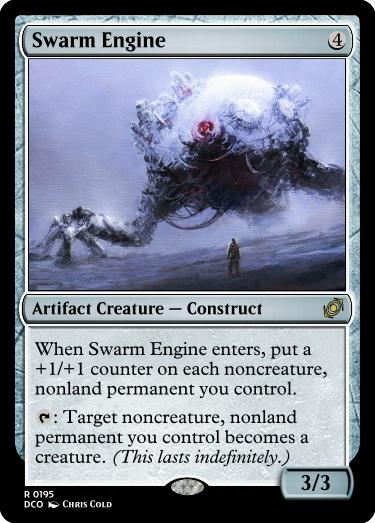 Swarm Engine 4
Artifact Creature — Construct
When Swarm Engine enters, put a
+1/+1 counter on each noncreature,
nonland permanent you control.
: Target noncreature, nonland
permanent you control becomes a
creature. (This lasts indefinitely.)
3/3
R 0195
DCO Chris Cold